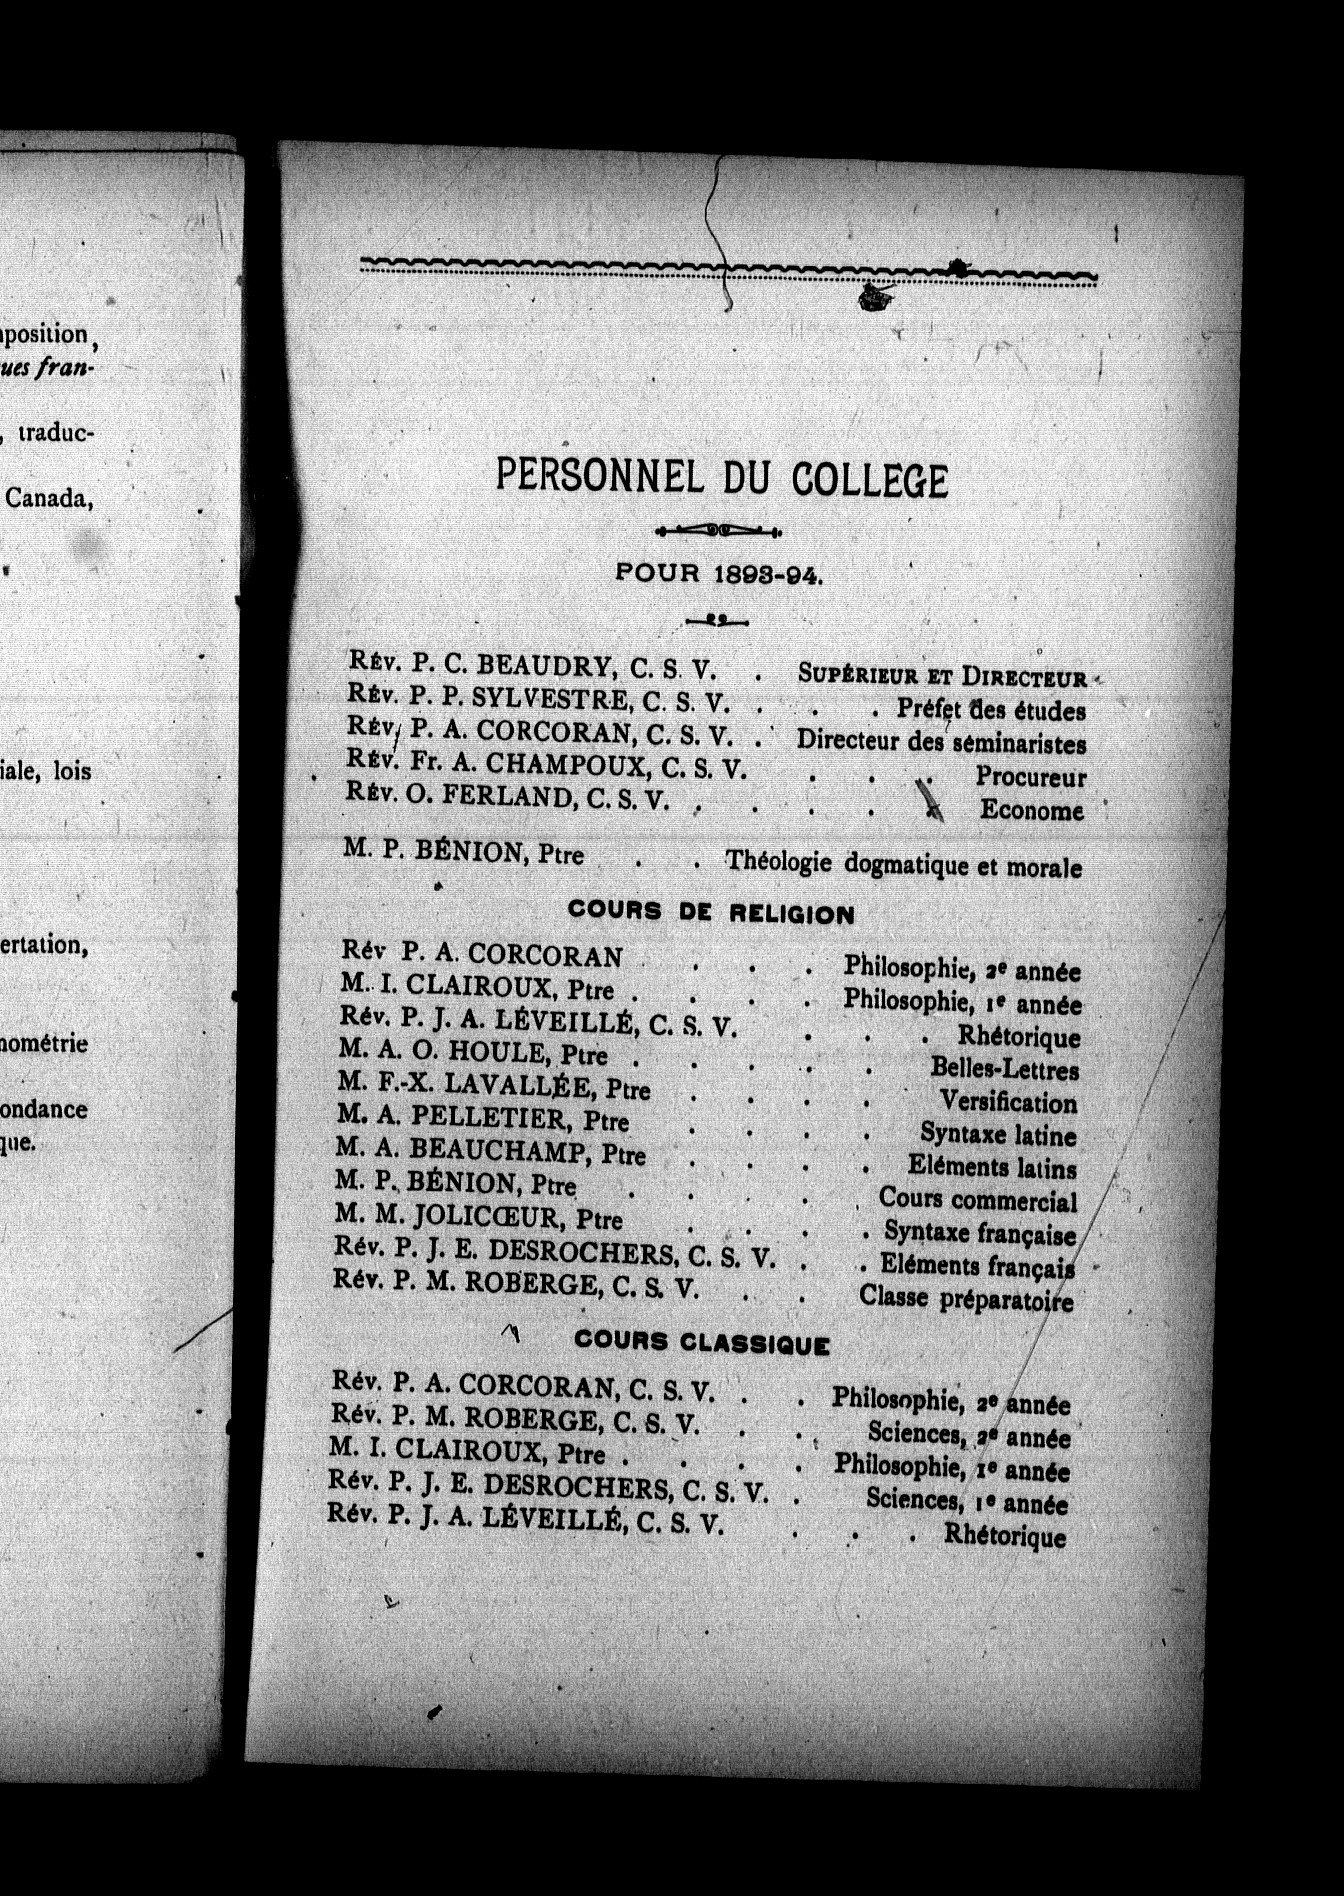 position,
ues fran-
, traduc-
Canada,
iale, lois
ertation,
nométrie
ondance
que.
PERSONNEL DU COLLEGE
POUR 1893-94.
RÉV. P. C. BEAUDRY, C. S. V. . SUPÉRIEUR ET DIRECTEUR
RÉV. P. P. SYLVESTRE, C. S. V. . . . Préfet des études
RÉV. P. A. CORCORAN, C. S. V. . Directeur des séminaristes
RÉV. Fr. A. CHAMPOUX, C. S. V. . . . Procureur
RÉV. O. FERLAND, C. S. V. . . . . Econome
M. P. BÉNION, Ptre . . Théologie dogmatique et morale
COURS DE RELIGION
Rév P. A. CORCORAN . . . Philosophie, 2e année
M. I. CLAIROUX, Ptre . . . . Philosophie, 1e année
Rév. P. J. A. LÉVEILLÉ, C. S. V. . . . Rhétorique
M. A. O. HOULE, Ptre . . . . . Belles-Lettres
M. F.-X. LAVALLÉE, Ptre . . . . Versification
M. A. PELLETIER, Ptre . . . . Syntaxe latine
M. A. BEAUCHAMP, Ptre . . . . Eléments latins
M. P. BÉNION, Ptre . . . . . Cours commercial
M. M. JOLICŒUR, Ptre . . . . Syntaxe française
Rév. P. J. E. DESROCHERS, C. S. V. . . Eléments français
Rév. P. M. ROBERGE, C. S. V. . . Classe préparatoire
COURS CLASSIQUE
Rév. P. A. CORCORAN, C. S. V. . . Philosophie, 2e année
Rév. P. M. ROBERGE, C. S. V. . . Sciences, 2e année
M. I. CLAIROUX, Ptre . . . . Philosophie, 1e année
Rév. P. J. E. DESROCHERS, C. S. V. . Sciences, 1e année
Rév. P. J. A. LÉVEILLÉ, C. S. V. . . . Rhétorique